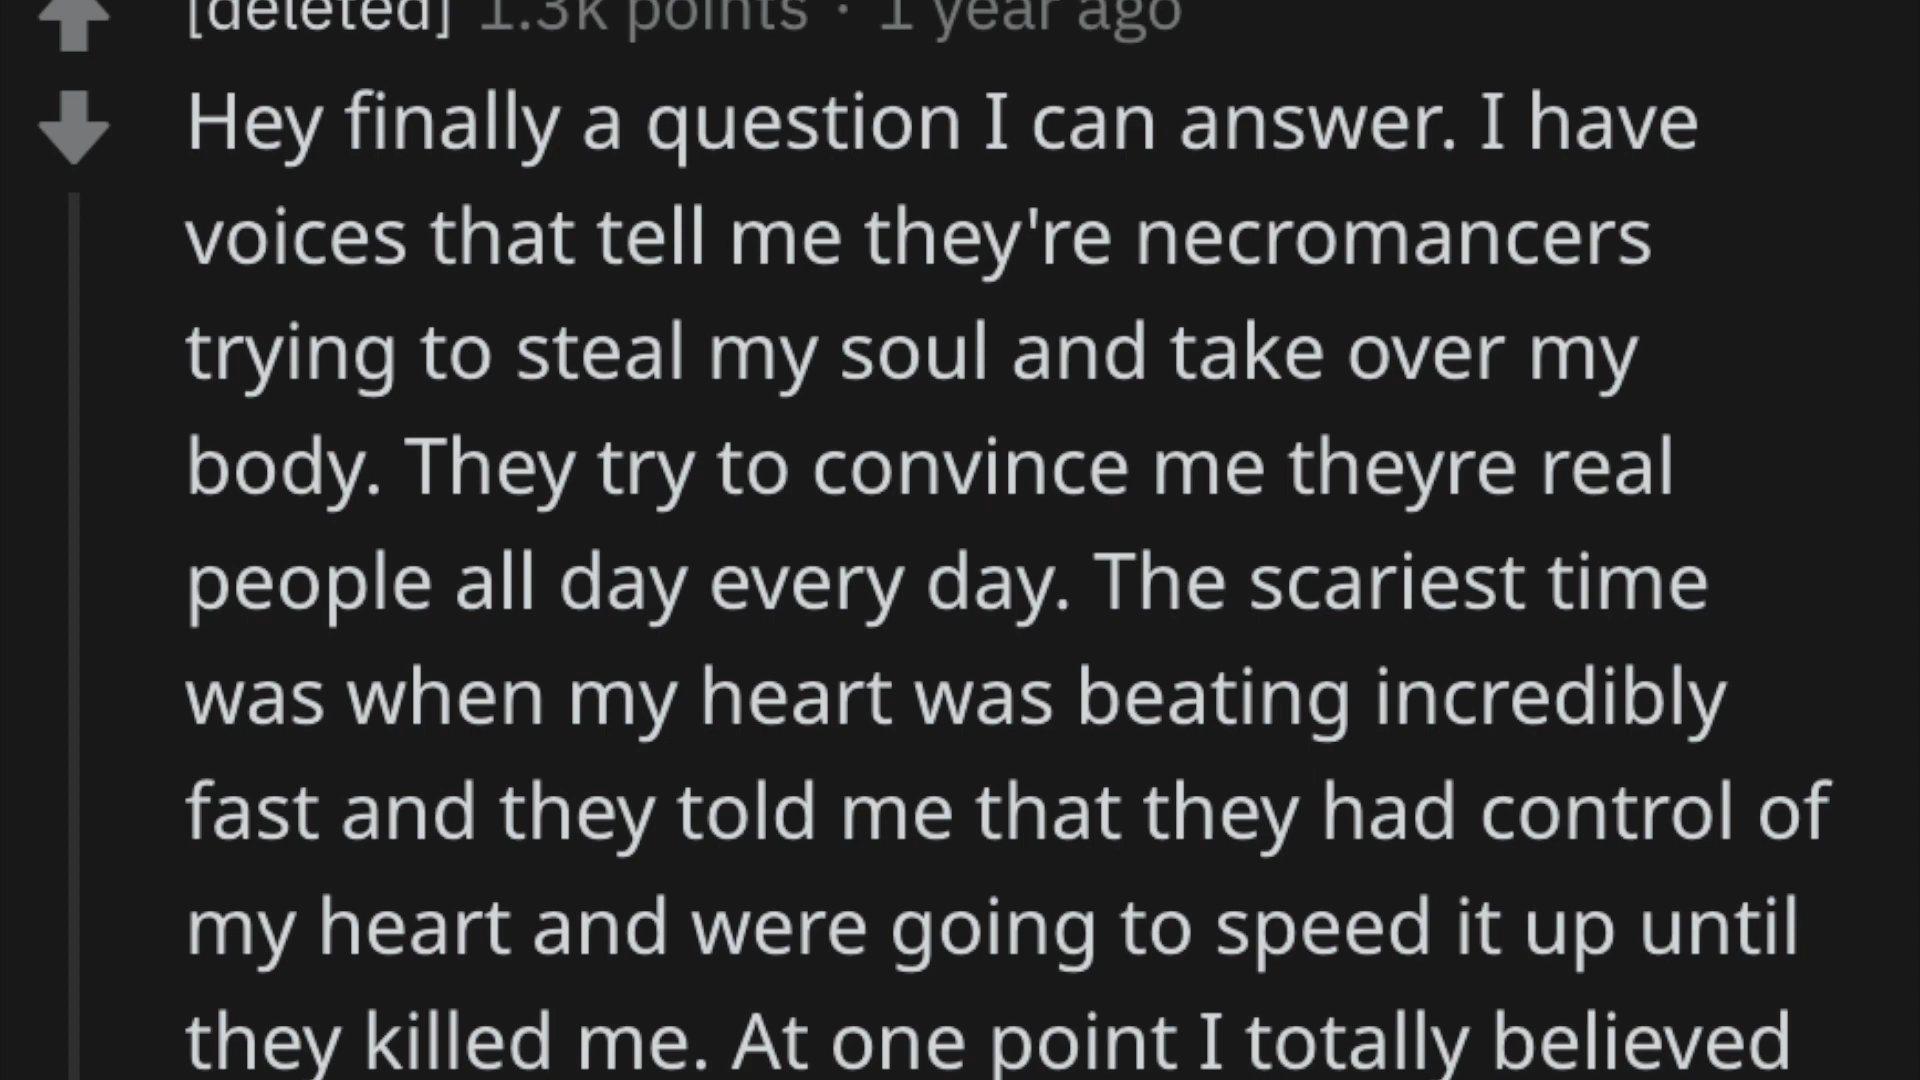 [deleted] 1.3k points · 1 year ago
Hey finally a question I can answer. I have
voices that tell me they're necromancers
trying to steal my soul and take over my
body. They try to convince me theyre real
people all day every day. The scariest time
was when my heart was beating incredibly
fast and they told me that they had control of
my heart and were going to speed it up until
they killed me. At one point I totally believed